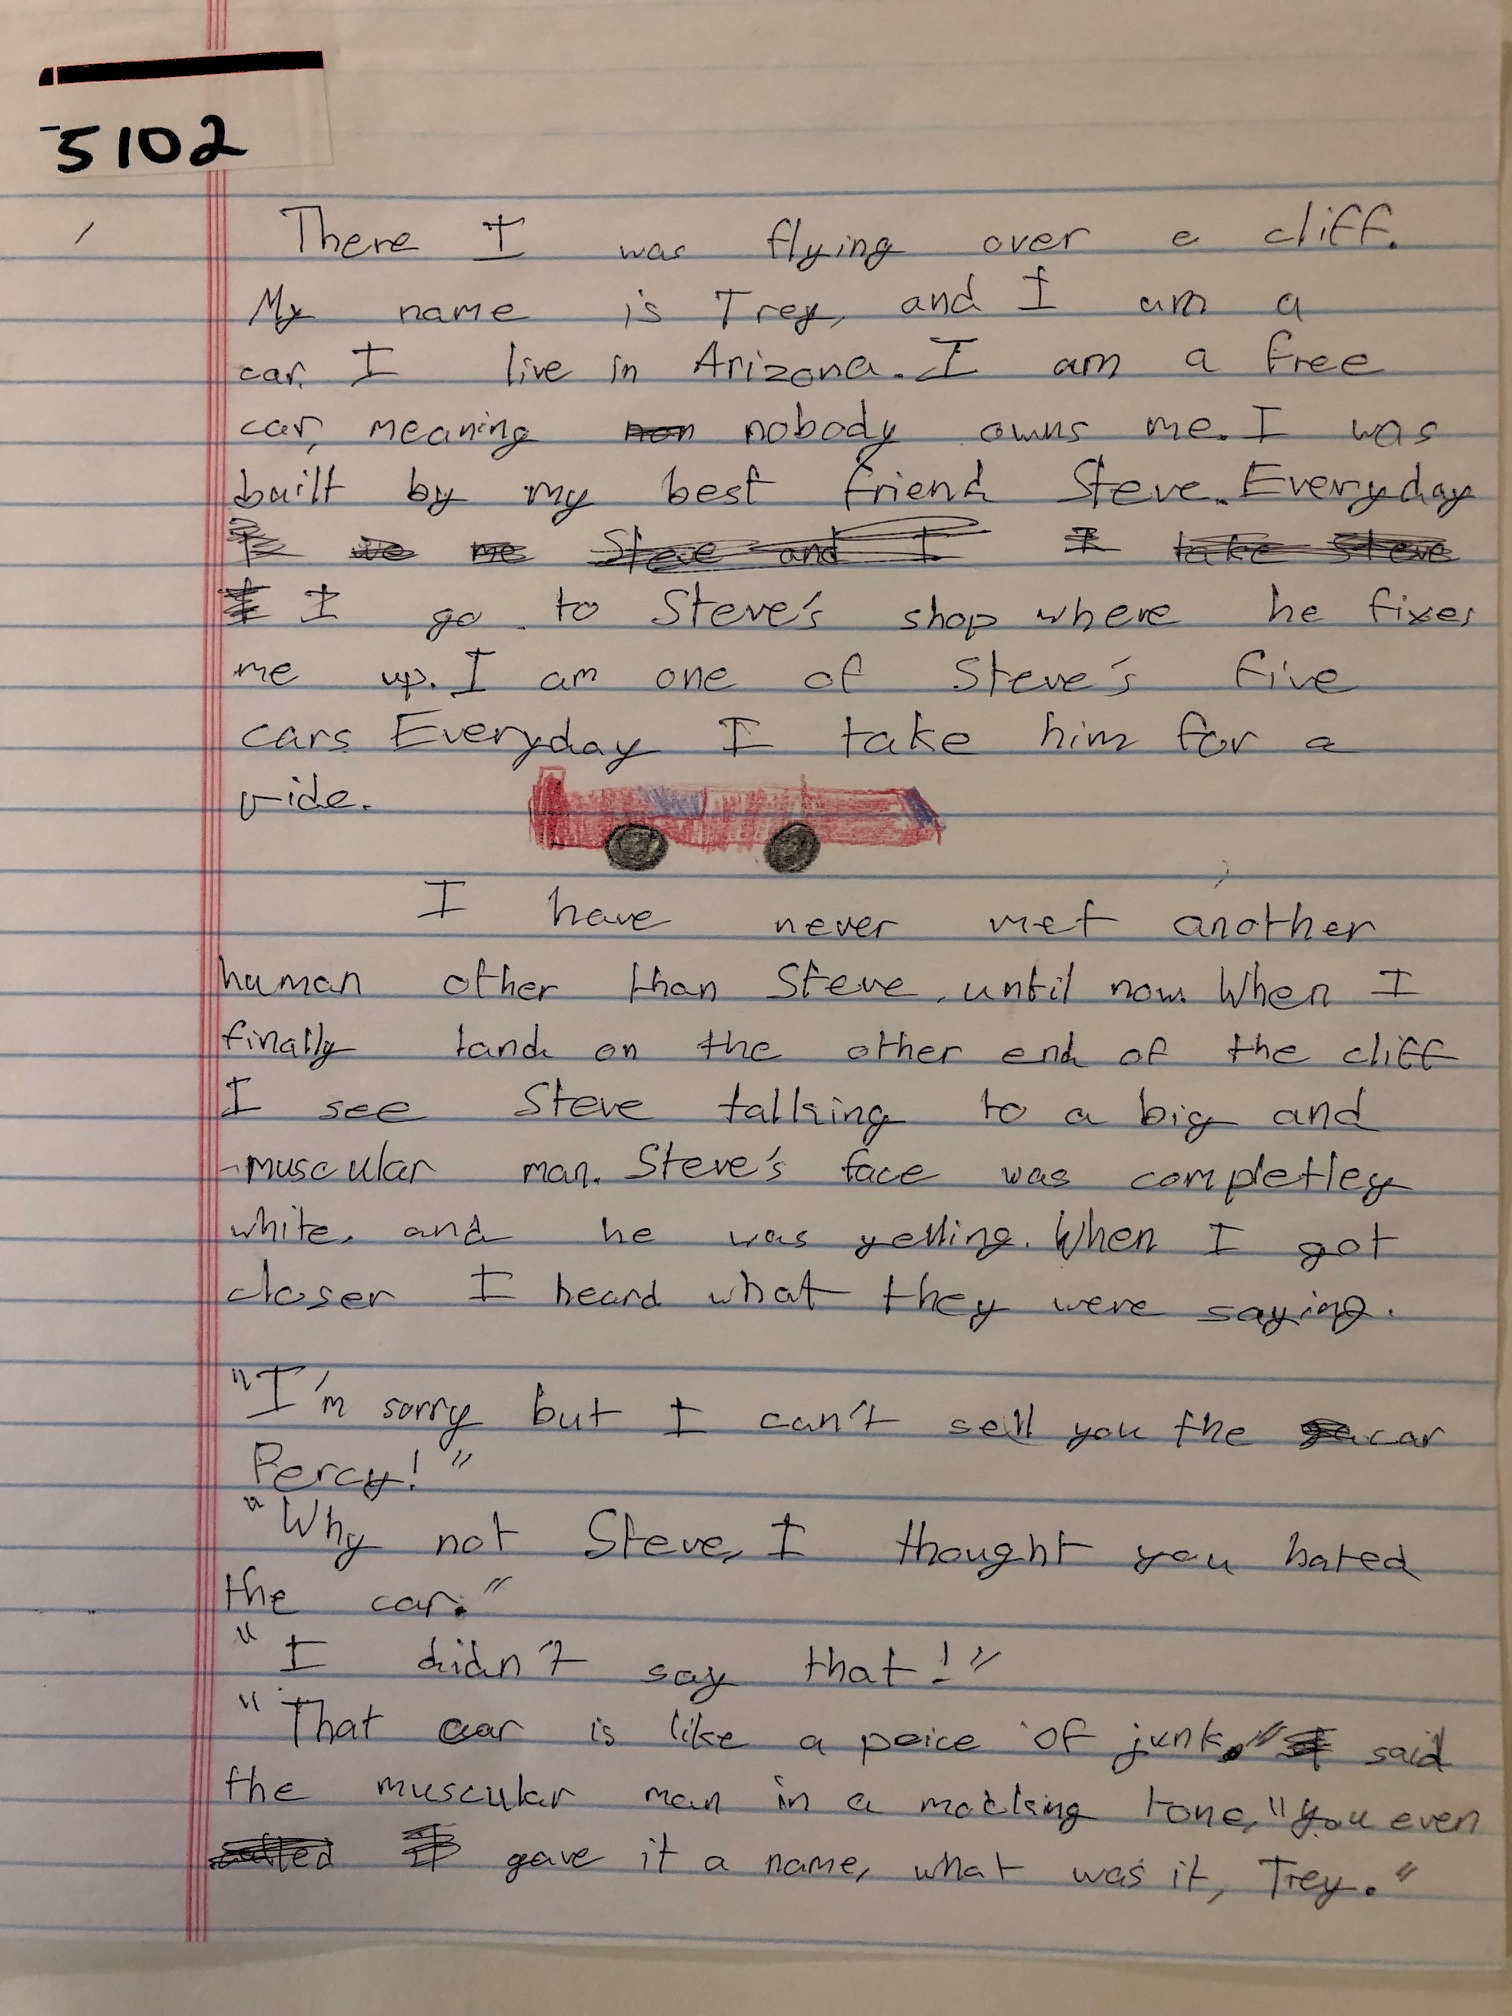 5102
There I was flying over a cliff.
My name is Trey, and I am a
car. I live in Arizona. I am a free
car, meaning nobody owns me. I was
built by my best friend Steve. Everyday
I go to Steve's shop where he fixes
me up. I am one of Steve's five
cars Everyday I take him for a
ride.
I have never met another
human other than Steve, until now. When I
finally land on the other end of the cliff
I see Steve talking to a big and
muscular man. Steve's face was completley
white, and he was yelling. When I got
closer I heard what they were saying.
"I'm sorry but I can't sell you the car
Percy!"
"Why not Steve, I thought you hated
the car."
"I didn't say that!"
"That car is like a peice of junk." said
the muscular man in a mocking tone, "you even
gave it a name, what was it, Trey."